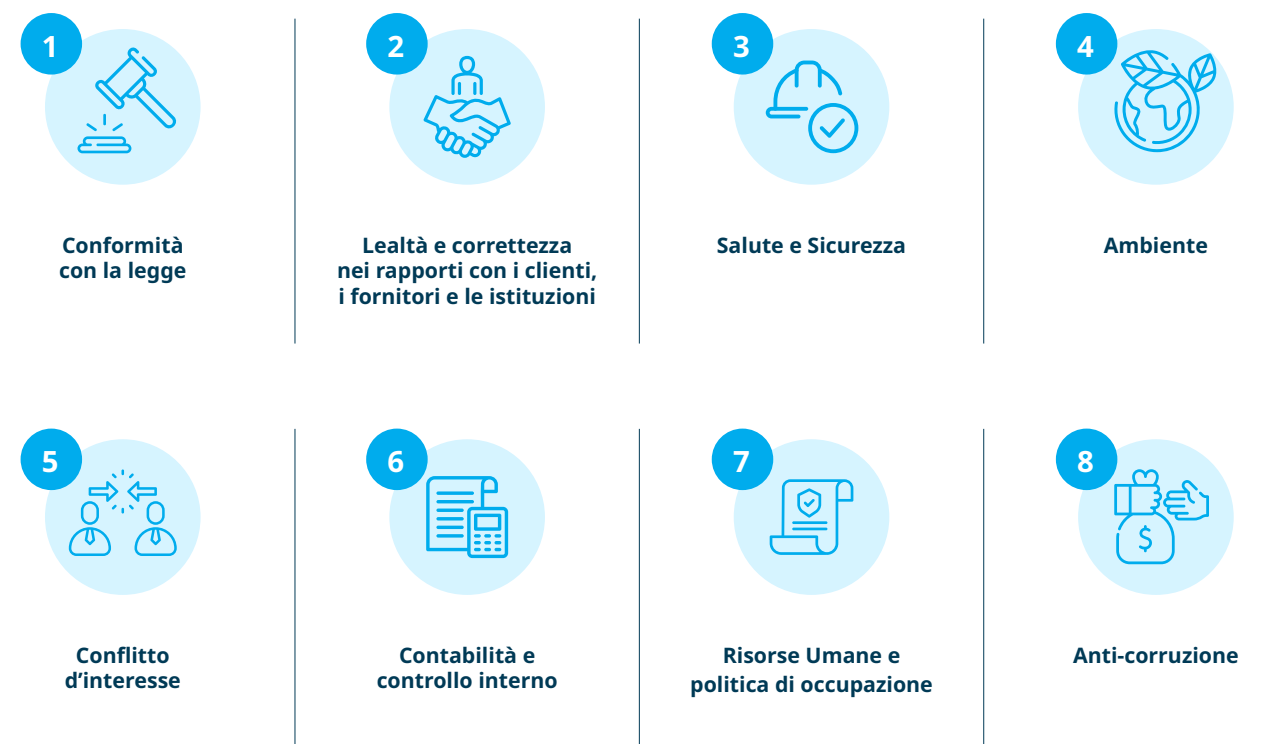 1
Conformità
con la legge
2
Lealtà e correttezza
nei rapporti con i clienti,
i fornitori e le istituzioni
3
Salute e Sicurezza
4
Ambiente
5
Conflitto
d’interesse
6
Contabilità e
controllo interno
7
Risorse Umane e
politica di occupazione
8
$
Anti-corruzione